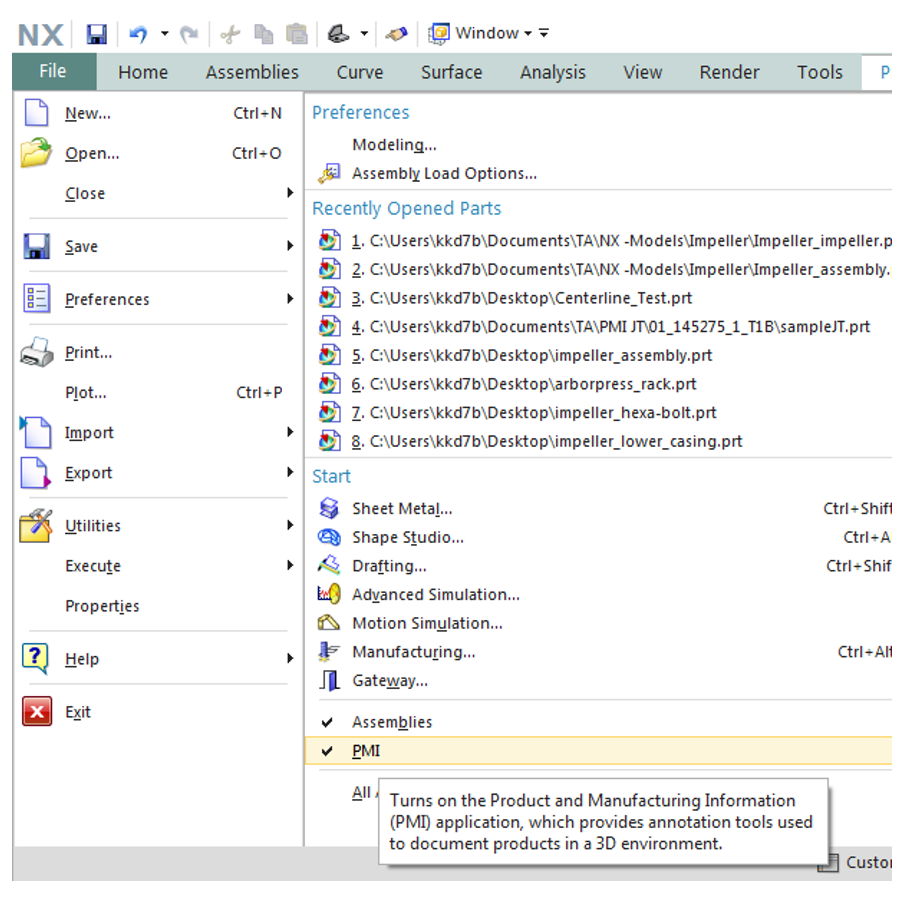 NX Window
File Home Assemblies Curve Surface Analysis View Render Tools P
New... Ctrl+N
Open... Ctrl+O
Close
Save
Preferences
Print...
Plot... Ctrl+P
Import
Export
Utilities
Execute
Properties
Help
Exit
Preferences
Modeling...
Assembly Load Options...
Recently Opened Parts
1. C:\Users\kkd7b\Documents\TA\NX -Models\Impeller\Impeller_impeller.p
2. C:\Users\kkd7b\Documents\TA\NX -Models\Impeller\Impeller_assembly.
3. C:\Users\kkd7b\Desktop\Centerline_Test.prt
4. C:\Users\kkd7b\Documents\TA\PMI JT\01_145275_1_T1B\sampleJT.prt
5. C:\Users\kkd7b\Desktop\impeller_assembly.prt
6. C:\Users\kkd7b\Desktop\arborpress_rack.prt
7. C:\Users\kkd7b\Desktop\impeller_hexa-bolt.prt
8. C:\Users\kkd7b\Desktop\impeller_lower_casing.prt
Start
Sheet Metal... Ctrl+Shift
Shape Studio... Ctrl+A
Drafting... Ctrl+Shif
Advanced Simulation...
Motion Simulation...
Manufacturing... Ctrl+Alt
Gateway...
Assemblies
PMI
All
Turns on the Product and Manufacturing Information
(PMI) application, which provides annotation tools used
to document products in a 3D environment.
Custo